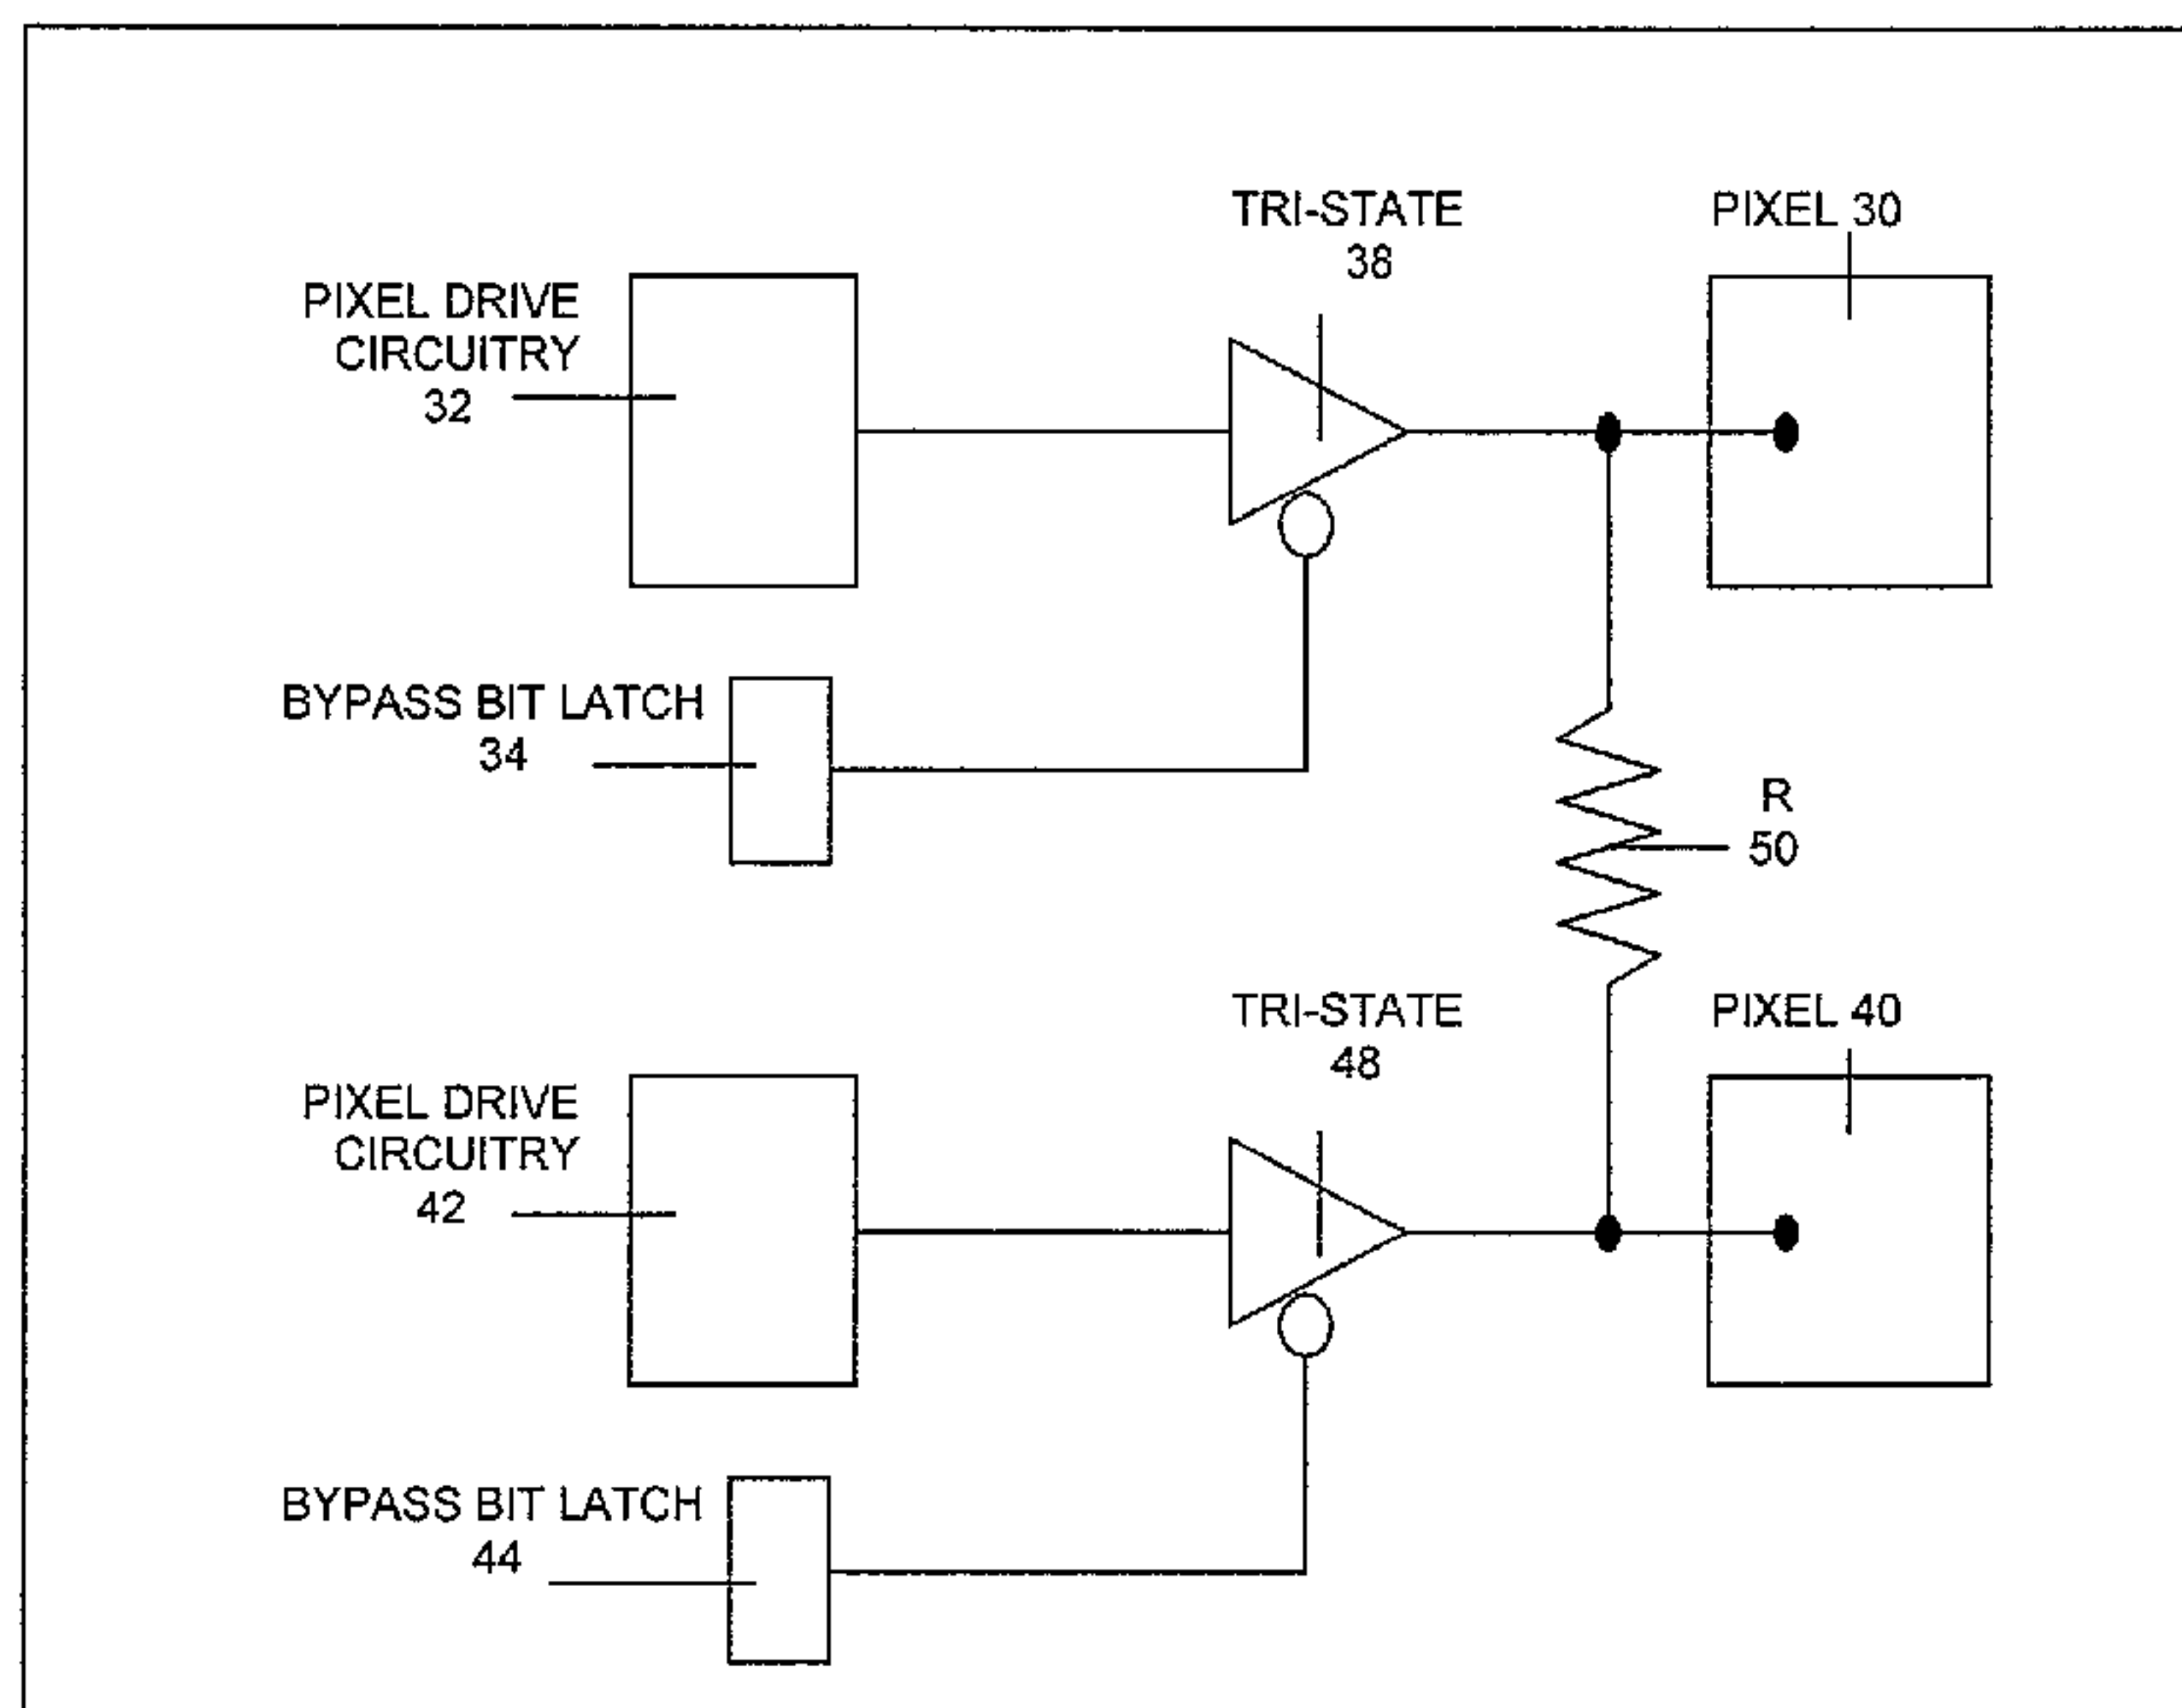 TRI-STATE
38
PIXEL 30
PIXEL DRIVE
CIRCUITRY
32
BYPASS BIT LATCH
34
R
50
TRI-STATE
48
PIXEL 40
PIXEL DRIVE
CIRCUITRY
42
BYPASS BIT LATCH
44